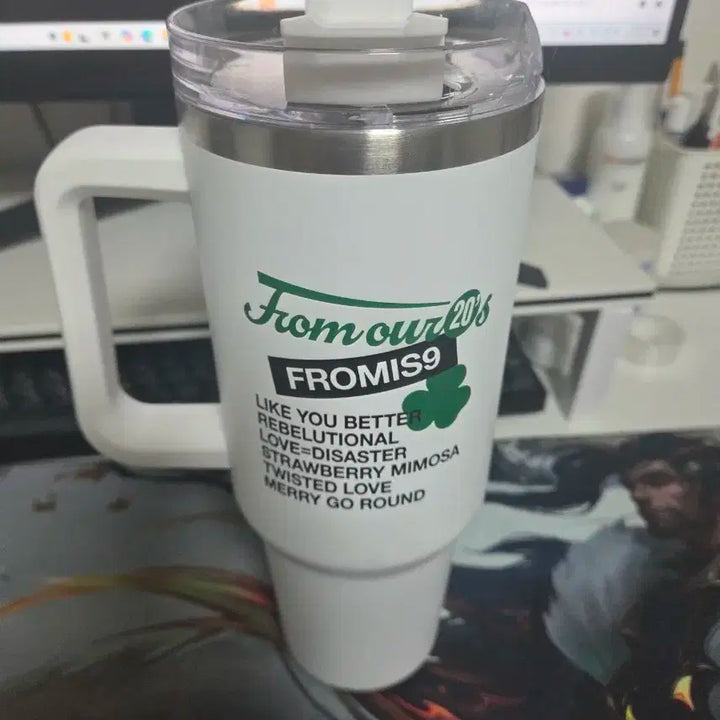 From our 20's
FROMIS9
LIKE YOU BETTER
REBELUTIONAL
LOVE=DISASTER
STRAWBERRY MIMOSA
TWISTED LOVE
MERRY GO ROUND